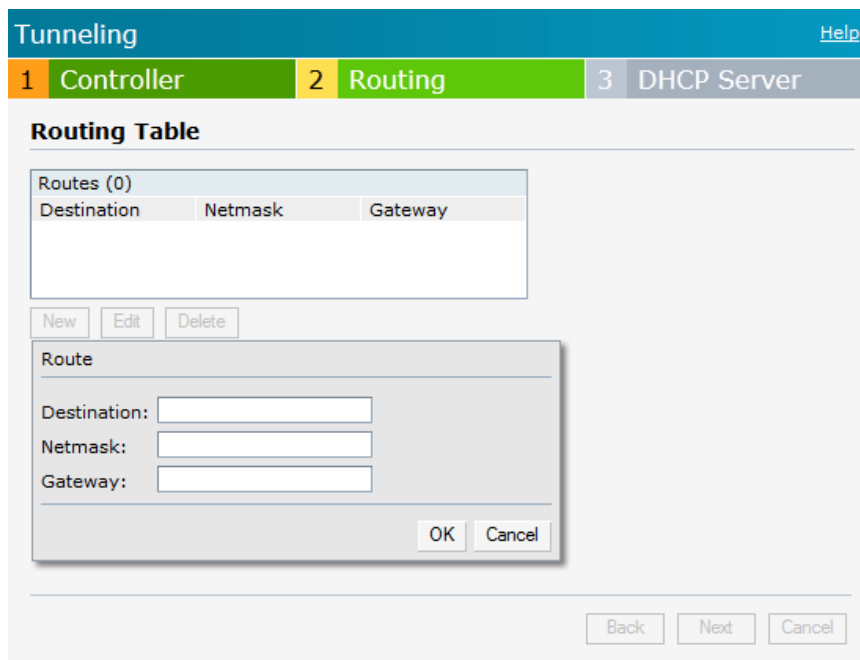 Tunneling Help
1 Controller 2 Routing 3 DHCP Server
Routing Table
Routes (0)
Destination Netmask Gateway
New Edit Delete
Route
Destination:
Netmask:
Gateway:
OK Cancel
Back Next Cancel